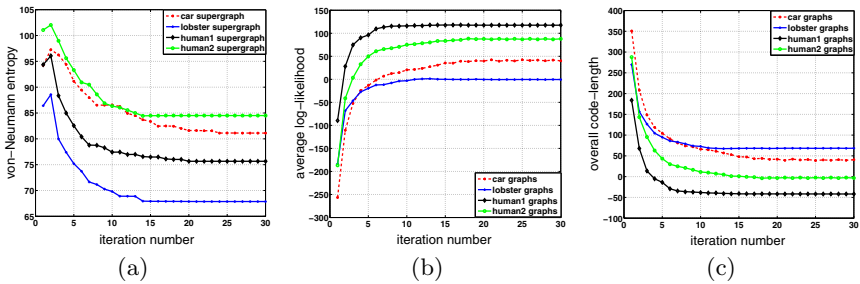 von−Neumann entropy
105
100
95
90
85
80
75
70
65
0 5 10 15 20 25 30
iteration number
car supergraph
lobster supergraph
human1 supergraph
human2 supergraph
(a)
average log−likelihood
150
100
50
0
−50
−100
−150
−200
−250
−300
0 5 10 15 20 25 30
iteration number
car graphs
lobster graphs
human1 graphs
human2 graphs
(b)
overall code−length
400
350
300
250
200
150
100
50
0
−50
−100
0 5 10 15 20 25 30
iteration number
car graphs
lobster graphs
human1 graphs
human2 graphs
(c)